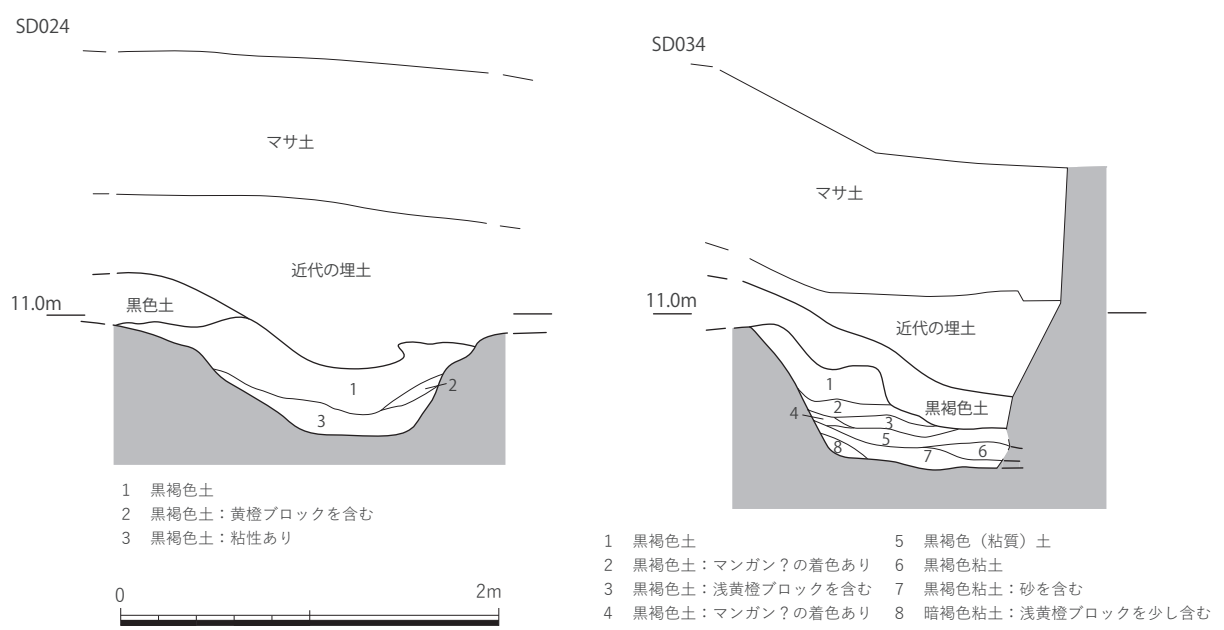 SD024
マサ土
近代の埋土
黒色土
11.0m
1
2
3
1 黒褐色土
2 黒褐色土：黄橙ブロックを含む
3 黒褐色土：粘性あり
0 2m
SD034
マサ土
11.0m
近代の埋土
1
黒褐色土
2
4
3
5
8
7
6
1 黒褐色土
2 黒褐色土：マンガン？の着色あり
3 黒褐色土：浅黄橙ブロックを含む
4 黒褐色土：マンガン？の着色あり
5 黒褐色（粘質）土
6 黒褐色粘土
7 黒褐色粘土：砂を含む
8 暗褐色粘土：浅黄橙ブロックを少し含む